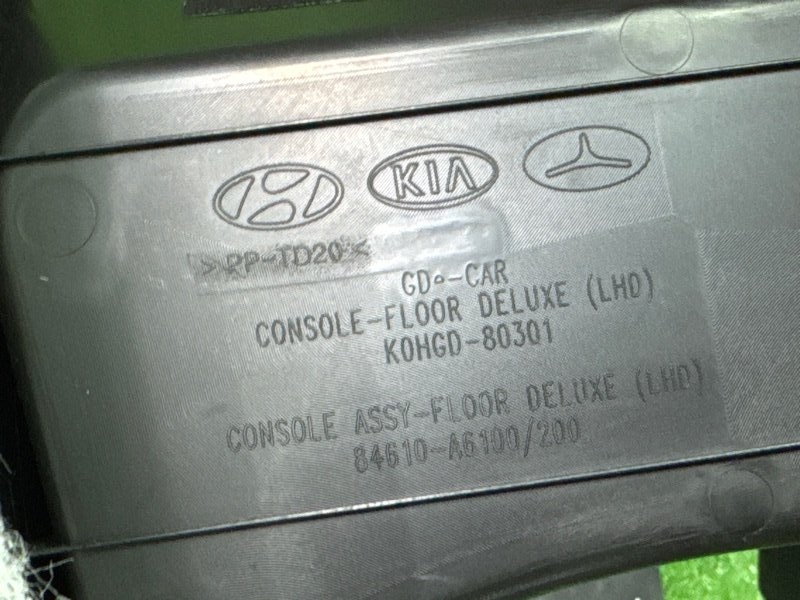 KIA
>PP-TD20<
GD•-CAR
CONSOLE-FLOOR DELUXE (LHD)
K0HGD-80301
CONSOLE ASSY-FLOOR DELUXE (LHD)
84610-A6100/200